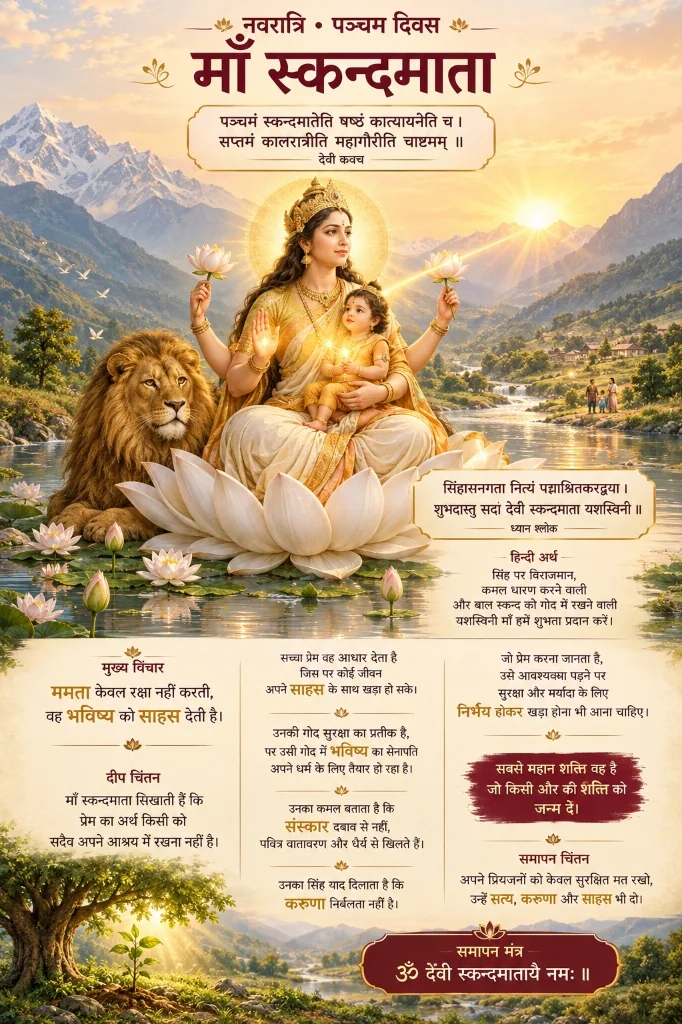 नवरात्रि • पञ्चम दिवस
माँ स्कन्दमाता
पञ्चमं स्कन्दमातेति षष्ठं कात्यायनेति च ।
सप्तमं कालरात्रीति महागौरीति चाष्टमम् ॥
देवी कवच
सिंहासनगता नित्यं पद्माश्रितकरद्वया ।
शुभदास्तु सदा देवी स्कन्दमाता यशस्विनी ॥
ध्यान श्लोक
हिन्दी अर्थ
सिंह पर विराजमान,
कमल धारण करने वाली
और बाल स्कन्द को गोद में रखने वाली
यशस्विनी माँ हमें शुभता प्रदान करें।
मुख्य विंचार
ममता केवल रक्षा नहीं करती,
वह भविष्य को साहस देती है।
दीप चिंतन
माँ स्कन्दमाता सिखाती हैं कि
प्रेम का अर्थ किसी को
सदैव अपने आश्रय में रखना नहीं है।
सच्चा प्रेम वह आधार देता है
जिस पर कोई जीवन
अपने साहस के साथ खड़ा हो सके।
उनकी गोद सुरक्षा का प्रतीक है,
पर उसी गोद में भविष्य का सेनापति
अपने धर्म के लिए तैयार हो रहा है।
उनका कमल बताता है कि
संस्कार दबाव से नहीं,
पवित्र वातावरण और धैर्य से खिलते हैं।
उनका सिंह याद दिलाता है कि
करुणा निर्बलता नहीं है।
जो प्रेम करना जानता है,
उसे आवश्यक्ता पड़ने पर
सुरक्षा और मर्यादा के लिए
निर्भय होकर खड़ा होना भी आना चाहिए।
सबसे महान शक्ति वह है
जो किसी और की शक्ति को
जन्म दें।
समापन चिंतन
अपने प्रियजनों को केवल सुरक्षित मत रखो,
उन्हें सत्य, करुणा और साहस भी दो।
समापन मंत्र
ॐ देंवी स्कन्दमातायै नमः ॥